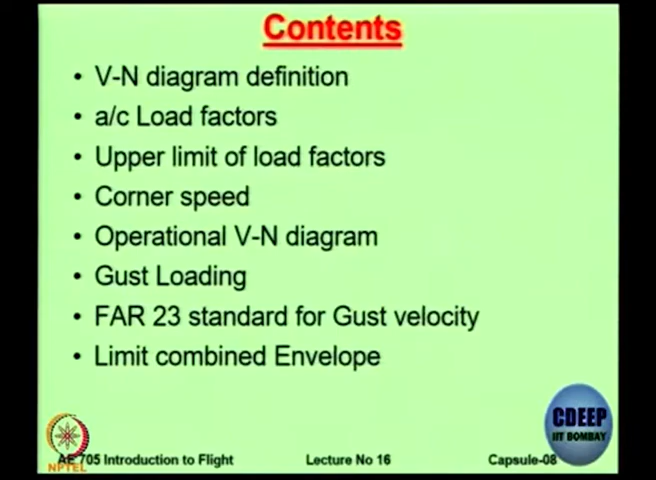 Contents
• V-N diagram definition
• a/c Load factors
• Upper limit of load factors
• Corner speed
• Operational V-N diagram
• Gust Loading
• FAR 23 standard for Gust velocity
• Limit combined Envelope
CDEEP
IIT BOMBAY
NPTEL
AE 705 Introduction to Flight Lecture No 16 Capsule-08